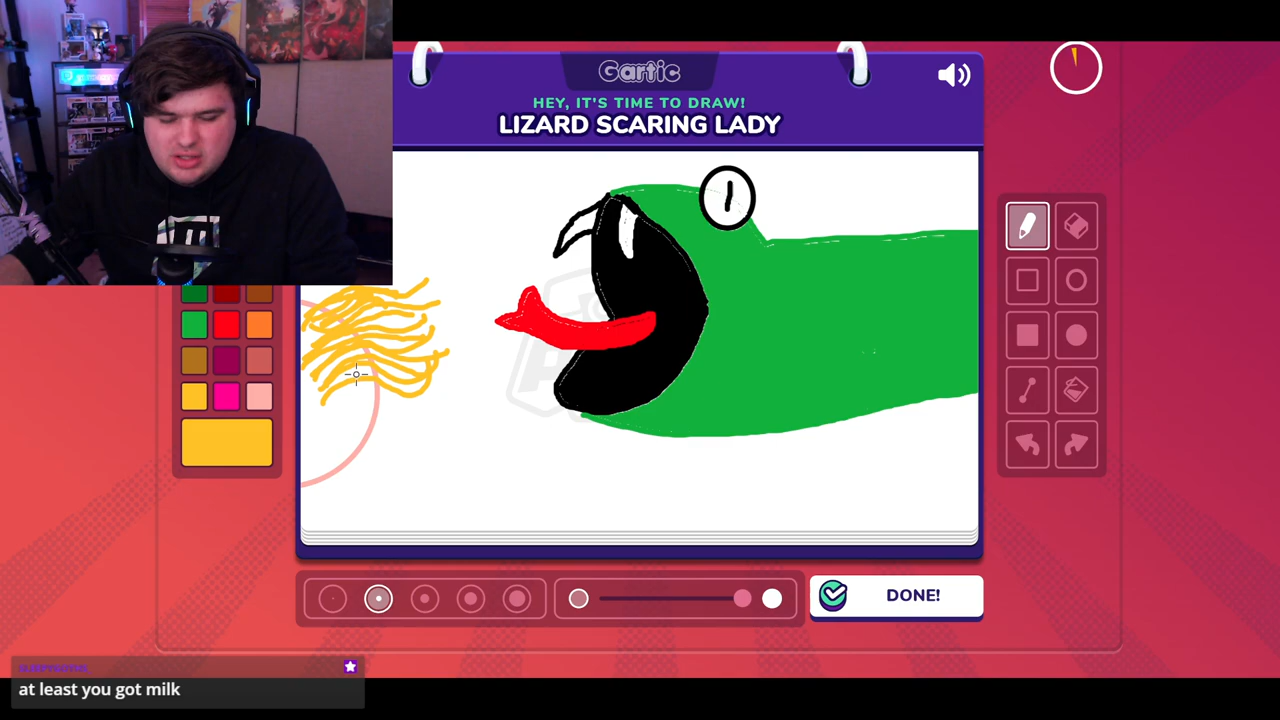 Gartic
HEY, IT'S TIME TO DRAW!
LIZARD SCARING LADY
DONE!
at least you got milk